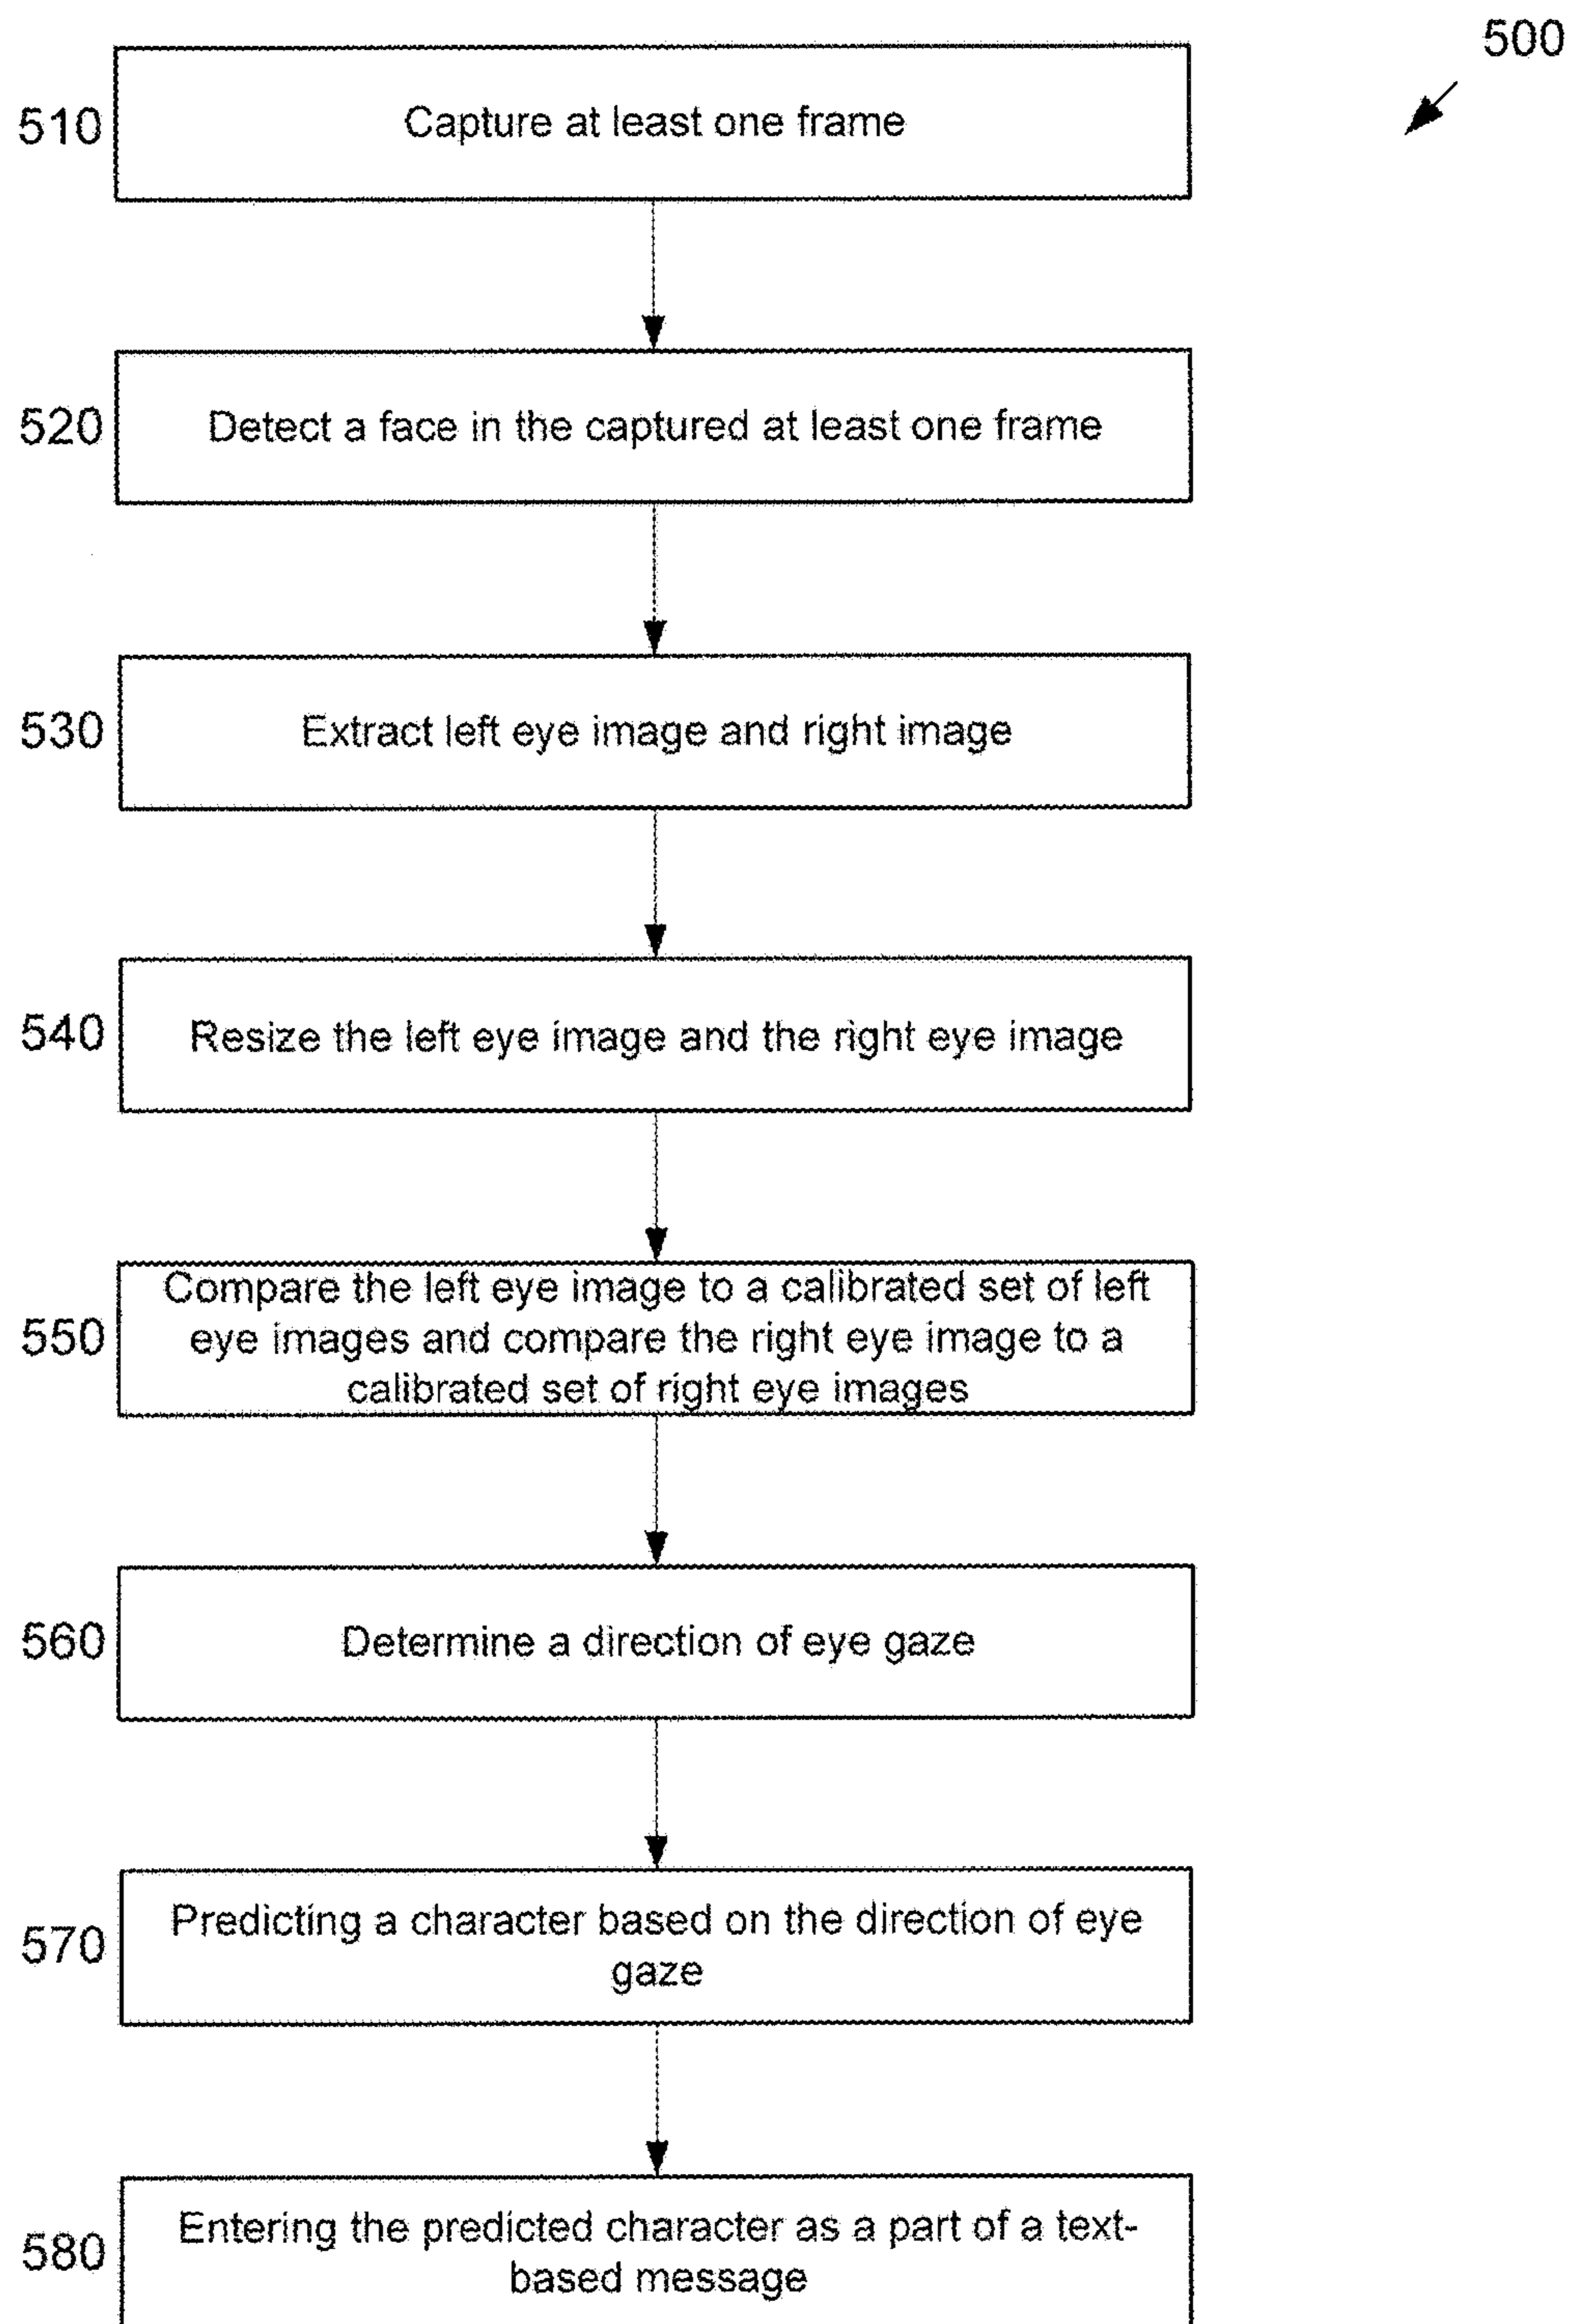 500
510
Capture at least one frame
520
Detect a face in the captured at least one frame
530
Extract left eye image and right image
540
Resize the left eye image and the right eye image
550
Compare the left eye image to a calibrated set of left
eye images and compare the right eye image to a
calibrated set of right eye images
560
Determine a direction of eye gaze
570
Predicting a character based on the direction of eye
gaze
580
Entering the predicted character as a part of a text-
based message